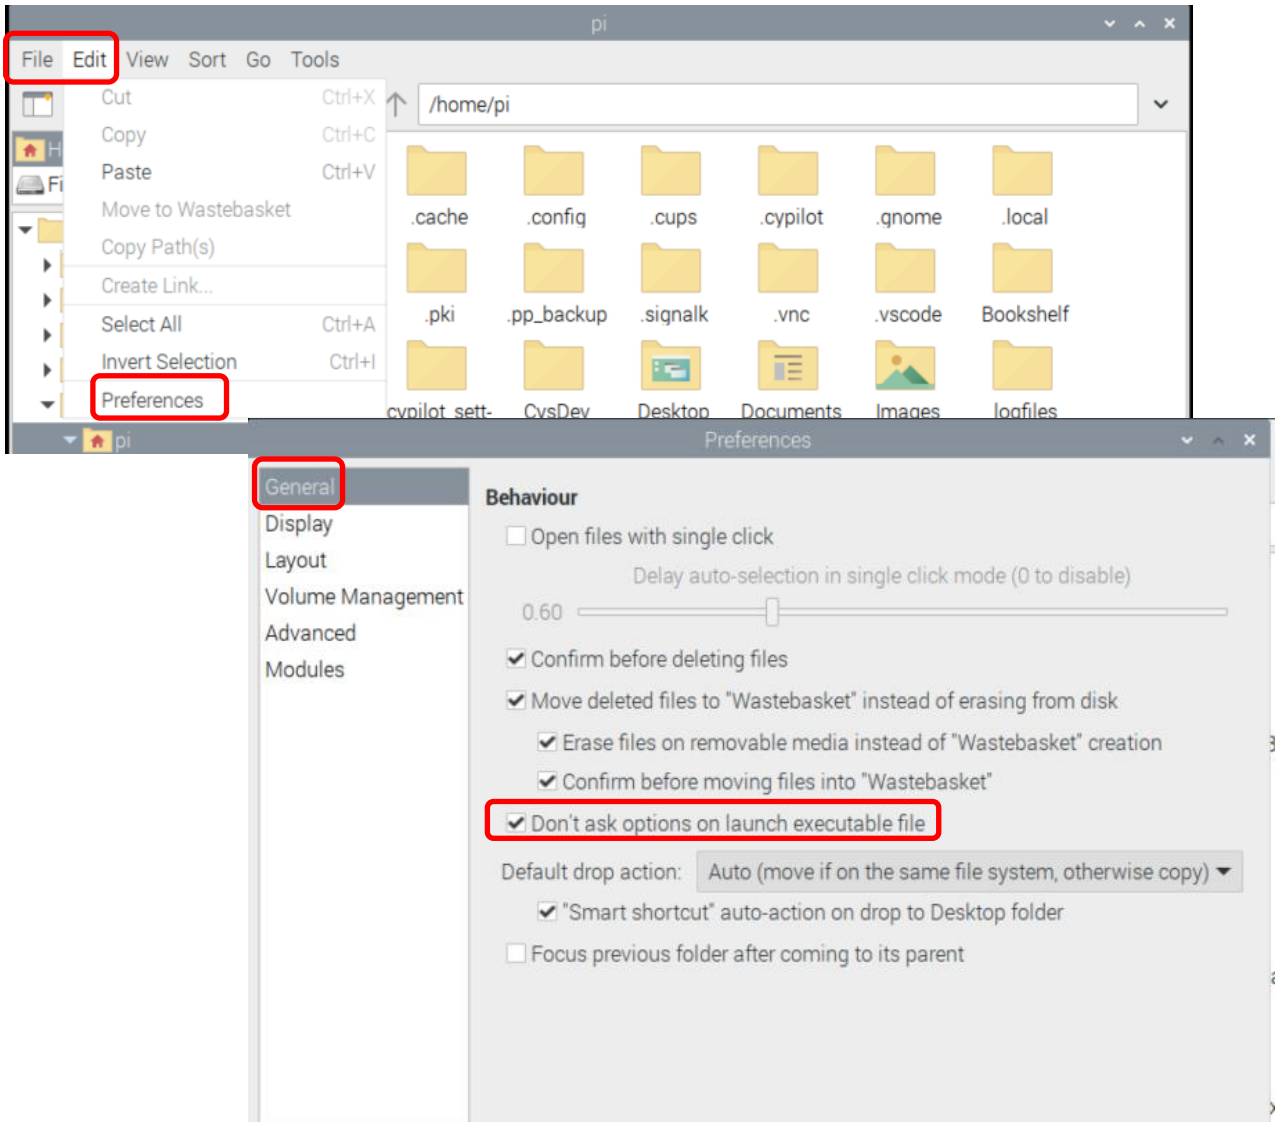 pi
File Edit View Sort Go Tools
Cut Ctrl+X
/home/pi
Copy Ctrl+C
Paste Ctrl+V
Move to Wastebasket
Copy Path(s)
Create Link...
Select All Ctrl+A
Invert Selection Ctrl+I
Preferences
H
Fi
.cache .config .cups .cypilot .gnome .local
.pki .pp_backup .signalk .vnc .vscode Bookshelf
cypilot_sett- CysDev Desktop Documents Images logfiles
pi
Preferences
General
Display
Layout
Volume Management
Advanced
Modules
Behaviour
Open files with single click
Delay auto-selection in single click mode (0 to disable)
0.60
Confirm before deleting files
Move deleted files to "Wastebasket" instead of erasing from disk
Erase files on removable media instead of "Wastebasket" creation
Confirm before moving files into "Wastebasket"
Don't ask options on launch executable file
Default drop action: Auto (move if on the same file system, otherwise copy)
"Smart shortcut" auto-action on drop to Desktop folder
Focus previous folder after coming to its parent